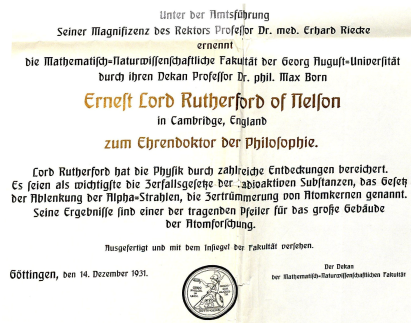 Unter der Amtsführung
Seiner Magnifizenz des Rektors Professor Dr. med. Erhard Riecke
ernennt
die Mathematisch=Naturwissenschaftliche Fakultät der Georg August=Universität
durch ihren Dekan Professor Dr. phil. Max Born
Ernest Lord Rutherford of Nelson
in Cambridge, England
zum Ehrendoktor der Philosophie.
Lord Rutherford hat die Physik durch zahlreiche Entdeckungen bereichert.
Es seien als wichtigste die Zerfallsgesetze der radioaktiven Substanzen, das Gesetz
der Ablenkung der Alpha=Strahlen, die Zertrümmerung von Atomkernen genannt.
Seine Ergebnisse sind einer der tragenden Pfeiler für das große Gebäude
der Atomforschung.
Ausgefertigt und mit dem Insiegel der Fakultät versehen.
Göttingen, den 14. Dezember 1931.
Der Dekan
der Mathematisch=Naturwissenschaftlichen Fakultät